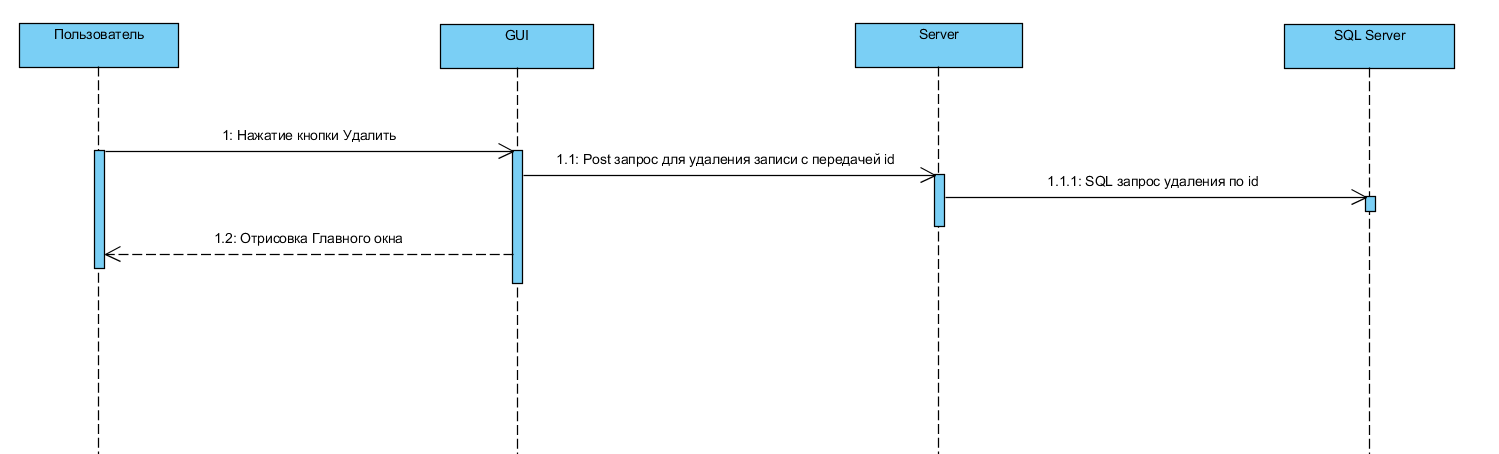 Пользователь
GUI
Server
SQL Server
1: Нажатие кнопки Удалить
1.1: Post запрос для удаления записи с передачей id
1.1.1: SQL запрос удаления по id
1.2: Отрисовка Главного окна